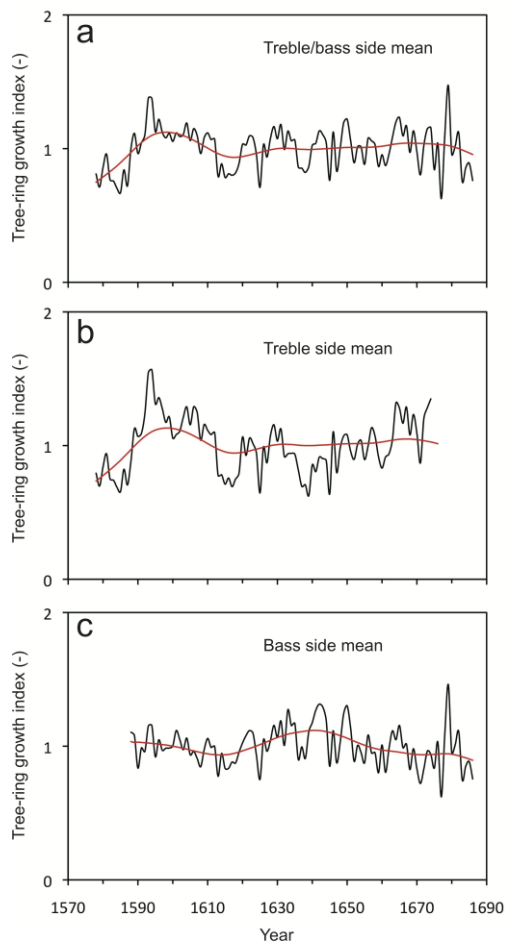 2
a
Treble/bass side mean
Tree-ring growth index (-)
1
0
2
b
Treble side mean
Tree-ring growth index (-)
1
0
2
c
Bass side mean
Tree-ring growth index (-)
1
0
1570 1590 1610 1630 1650 1670 1690
Year